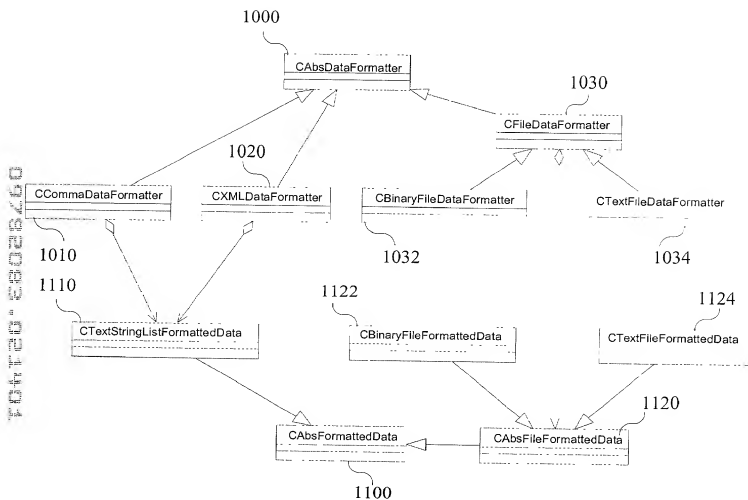 1000
CAbsDataFormatter
1030
CFileDataFormatter
1020
CCommaDataFormatter
CXMLDataFormatter
CBinaryFileDataFormatter
CTextFileDataFormatter
1010
1032
1034
1110
1122
1124
CTextStringListFormattedData
CBinaryFileFormattedData
CTextFileFormattedData
1120
CAbsFormattedData
CAbsFileFormattedData
1100